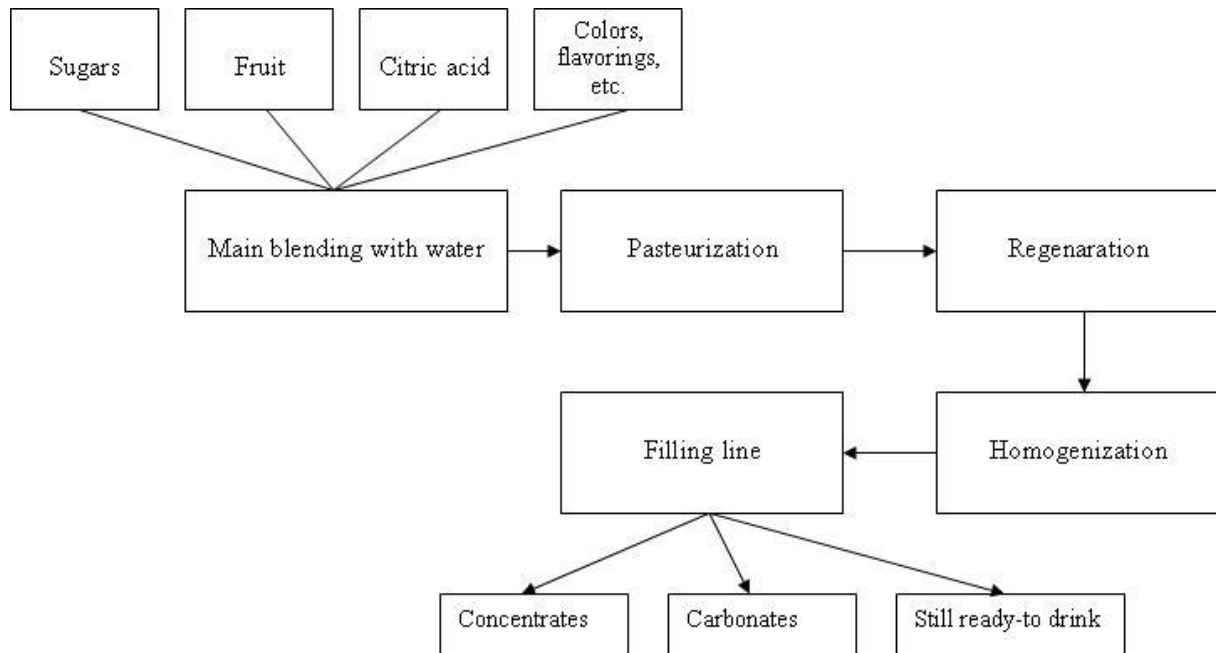 Sugars
Fruit
Citric acid
Colors,
flavorings,
etc.
Main blending with water
Pasteurization
Regenaration
Filling line
Homogenization
Concentrates
Carbonates
Still ready-to drink